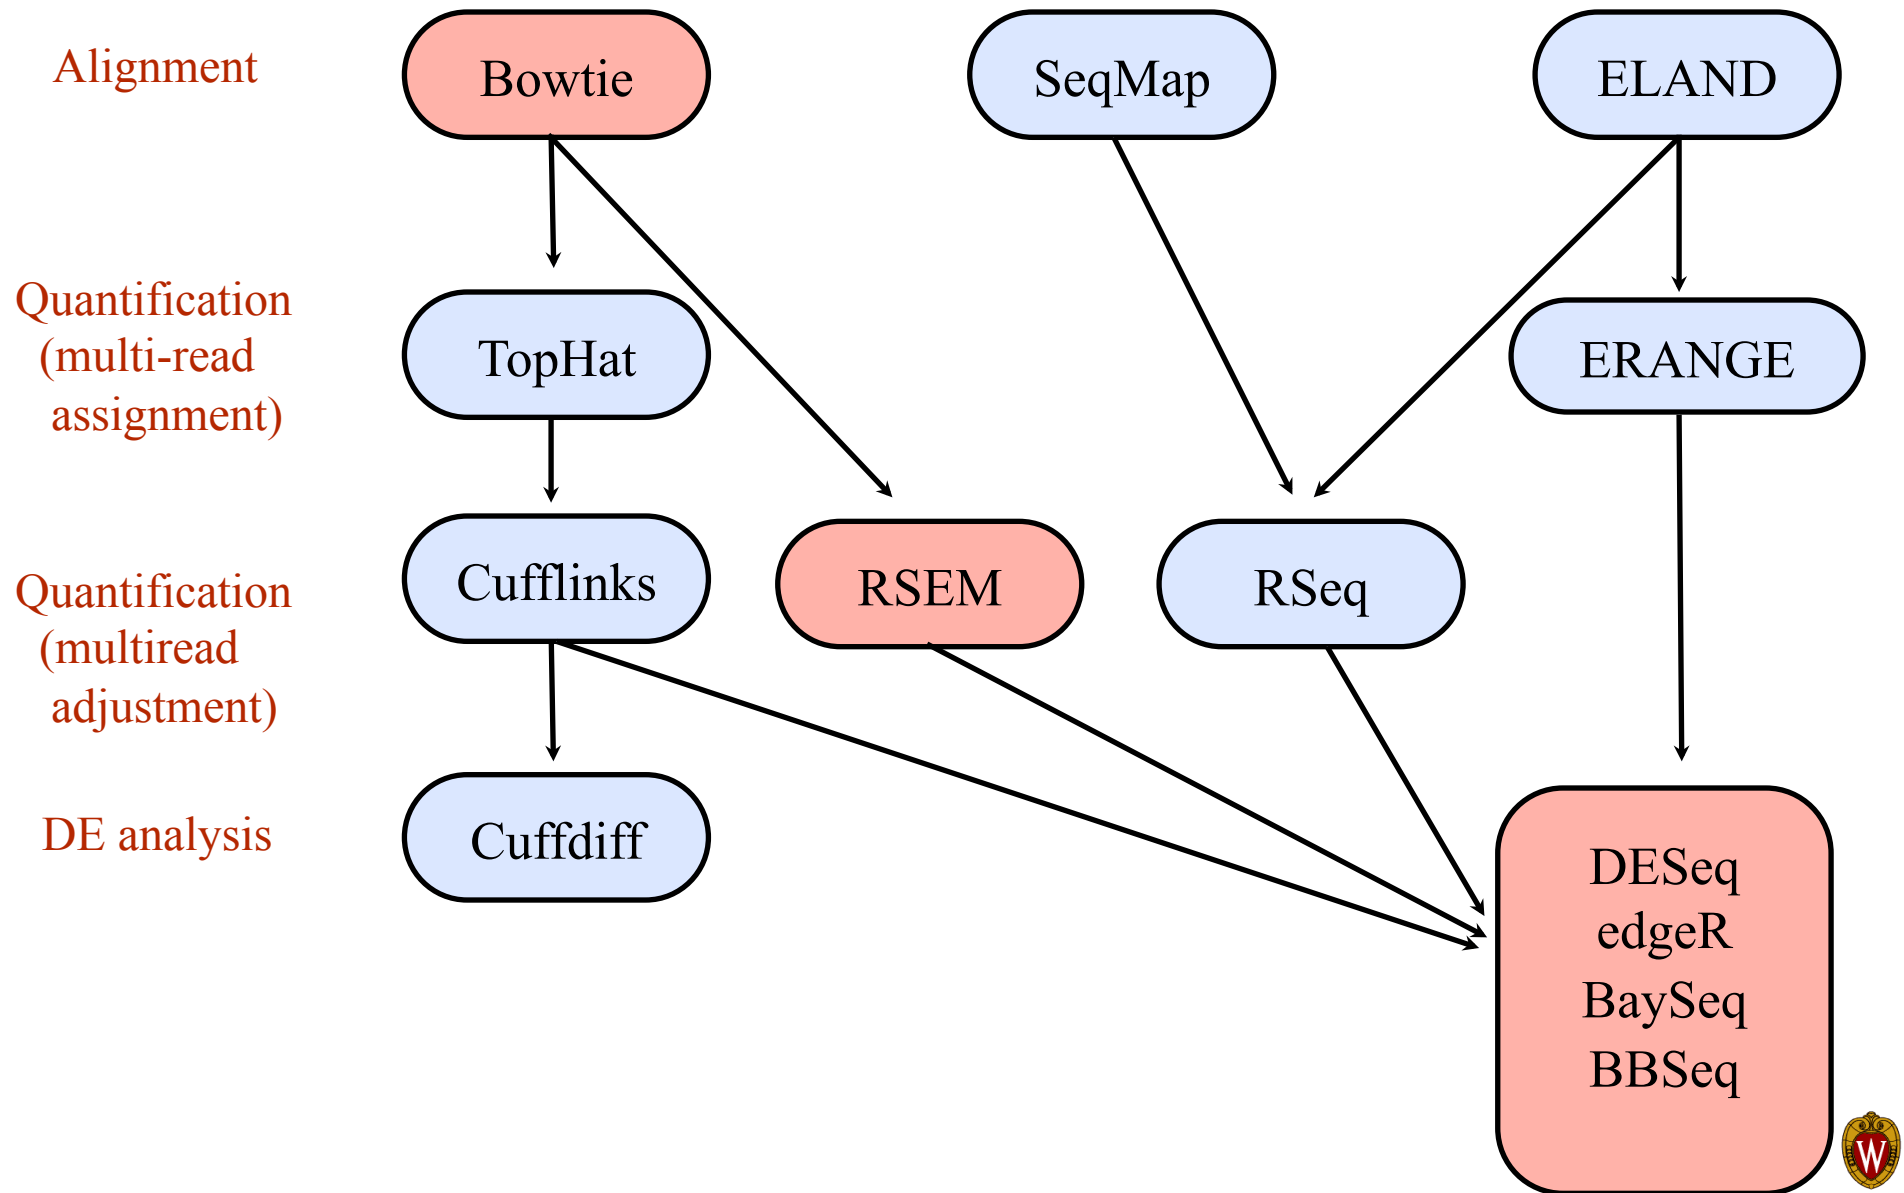 Alignment
Bowtie
SeqMap
ELAND
Quantification
(multi-read
assignment)
TopHat
ERANGE
Quantification
(multiread
adjustment)
Cufflinks
RSEM
RSeq
DE analysis
Cuffdiff
DESeq
edgeR
BaySeq
BBSeq
W